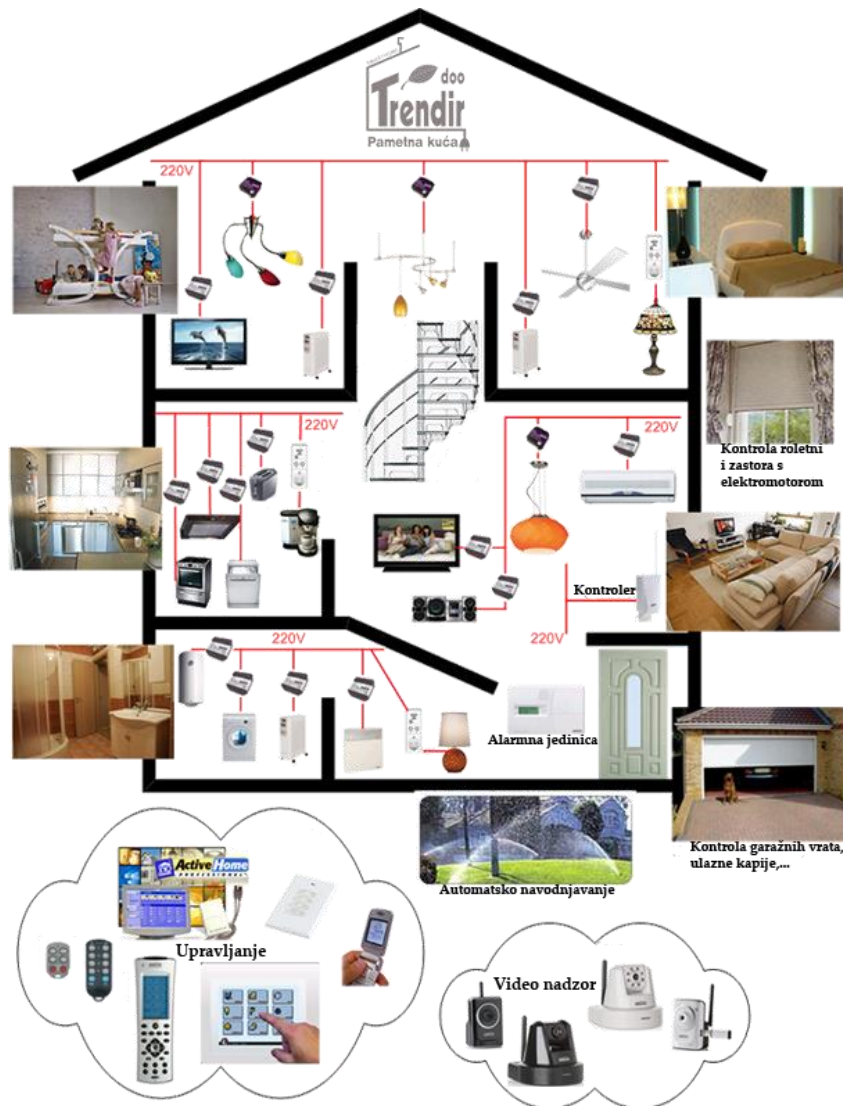 doo
Trendir
Pametna kuća
220V
220V
220V
Kontrola roletni
i zastora s
elektromotorom
Kontroler
220V
220V
Alarmna jedinica
Kontrola garažnih vrata,
ulazne kapije,...
Automatsko navodnjavanje
ActiveHome
PROFESSIONAL
Upravljanje
Video nadzor